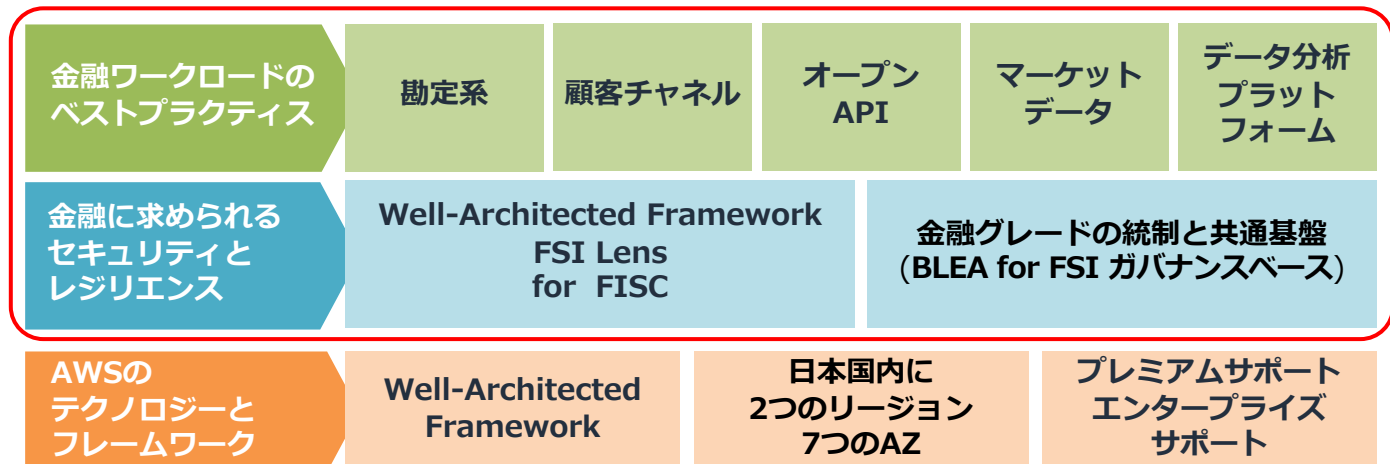 金融ワークロードの
ベストプラクティス
勘定系
顧客チャネル
オープン
API
マーケット
データ
データ分析
プラット
フォーム
金融に求められる
セキュリティと
レジリエンス
Well-Architected Framework
FSI Lens
for FISC
金融グレードの統制と共通基盤
(BLEA for FSI ガバナンスベース)
AWSの
テクノロジーと
フレームワーク
Well-Architected
Framework
日本国内に
2つのリージョン
7つのAZ
プレミアムサポート
エンタープライズ
サポート